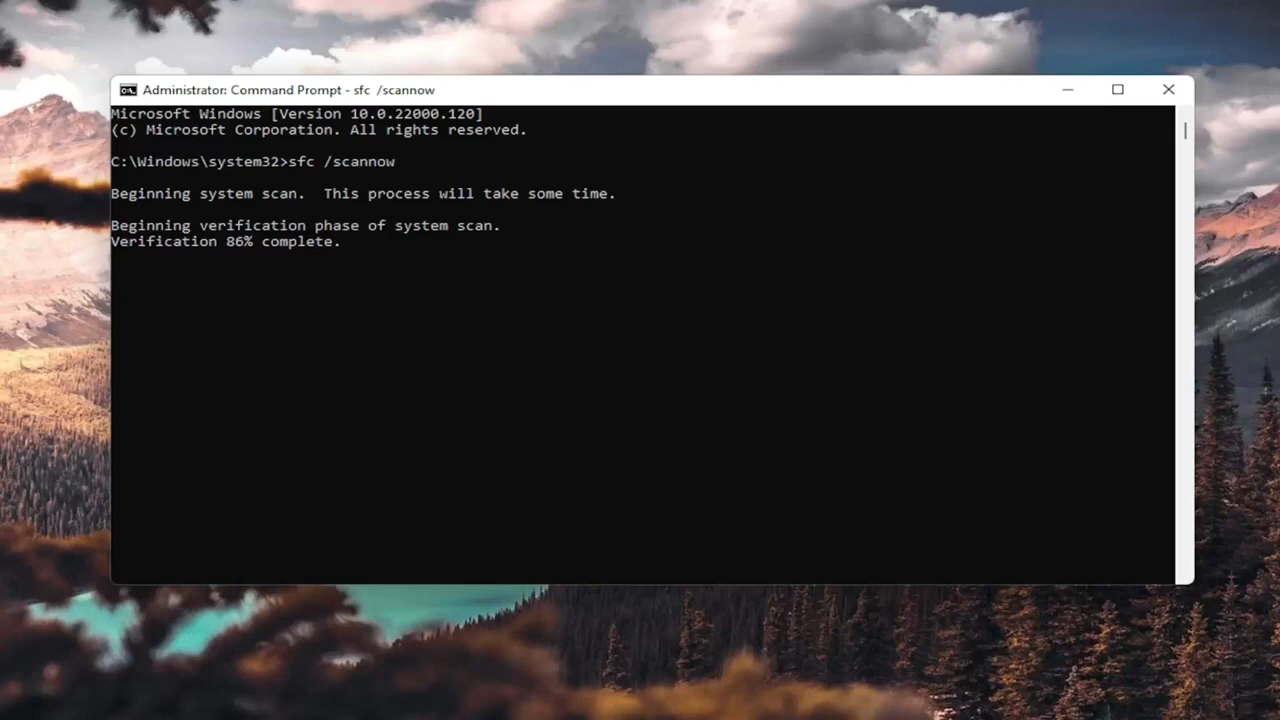 Administrator: Command Prompt - sfc  /scannow
Microsoft Windows [Version 10.0.22000.120]
(c) Microsoft Corporation. All rights reserved.
C:\Windows\system32>sfc /scannow
Beginning system scan.  This process will take some time.
Beginning verification phase of system scan.
Verification 86% complete.